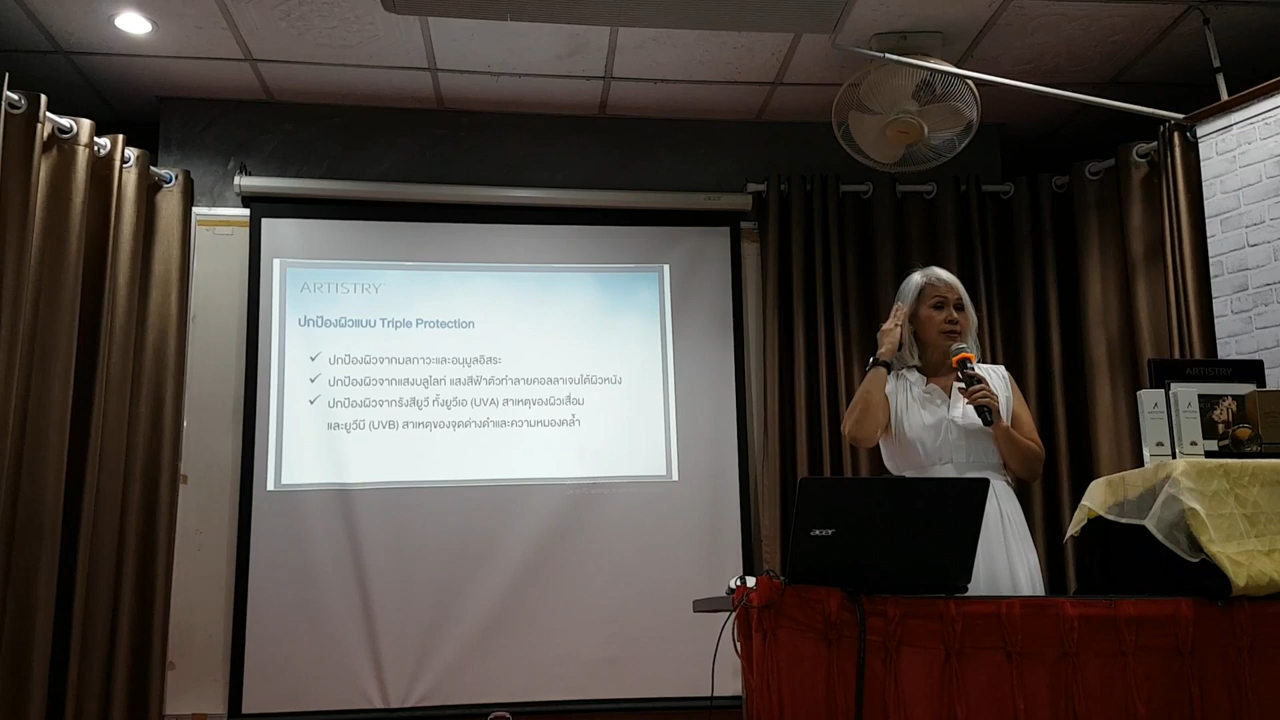 acer
ARTISTRY
ปกป้องผิวแบบ Triple Protection
✓ ปกป้องผิวจากมลภาวะและอนุมูลอิสระ
✓ ปกป้องผิวจากแสงบลูไลท์ แสงสีฟ้าตัวทำลายคอลลาเจนใต้ผิวหนัง
✓ ปกป้องผิวจากรังสียูวี ทั้งยูวีเอ (UVA) สาเหตุของผิวเสื่อม
และยูวีบี (UVB) สาเหตุของจุดด่างดำและความหมองคล้ำ
acer
ARTISTRY